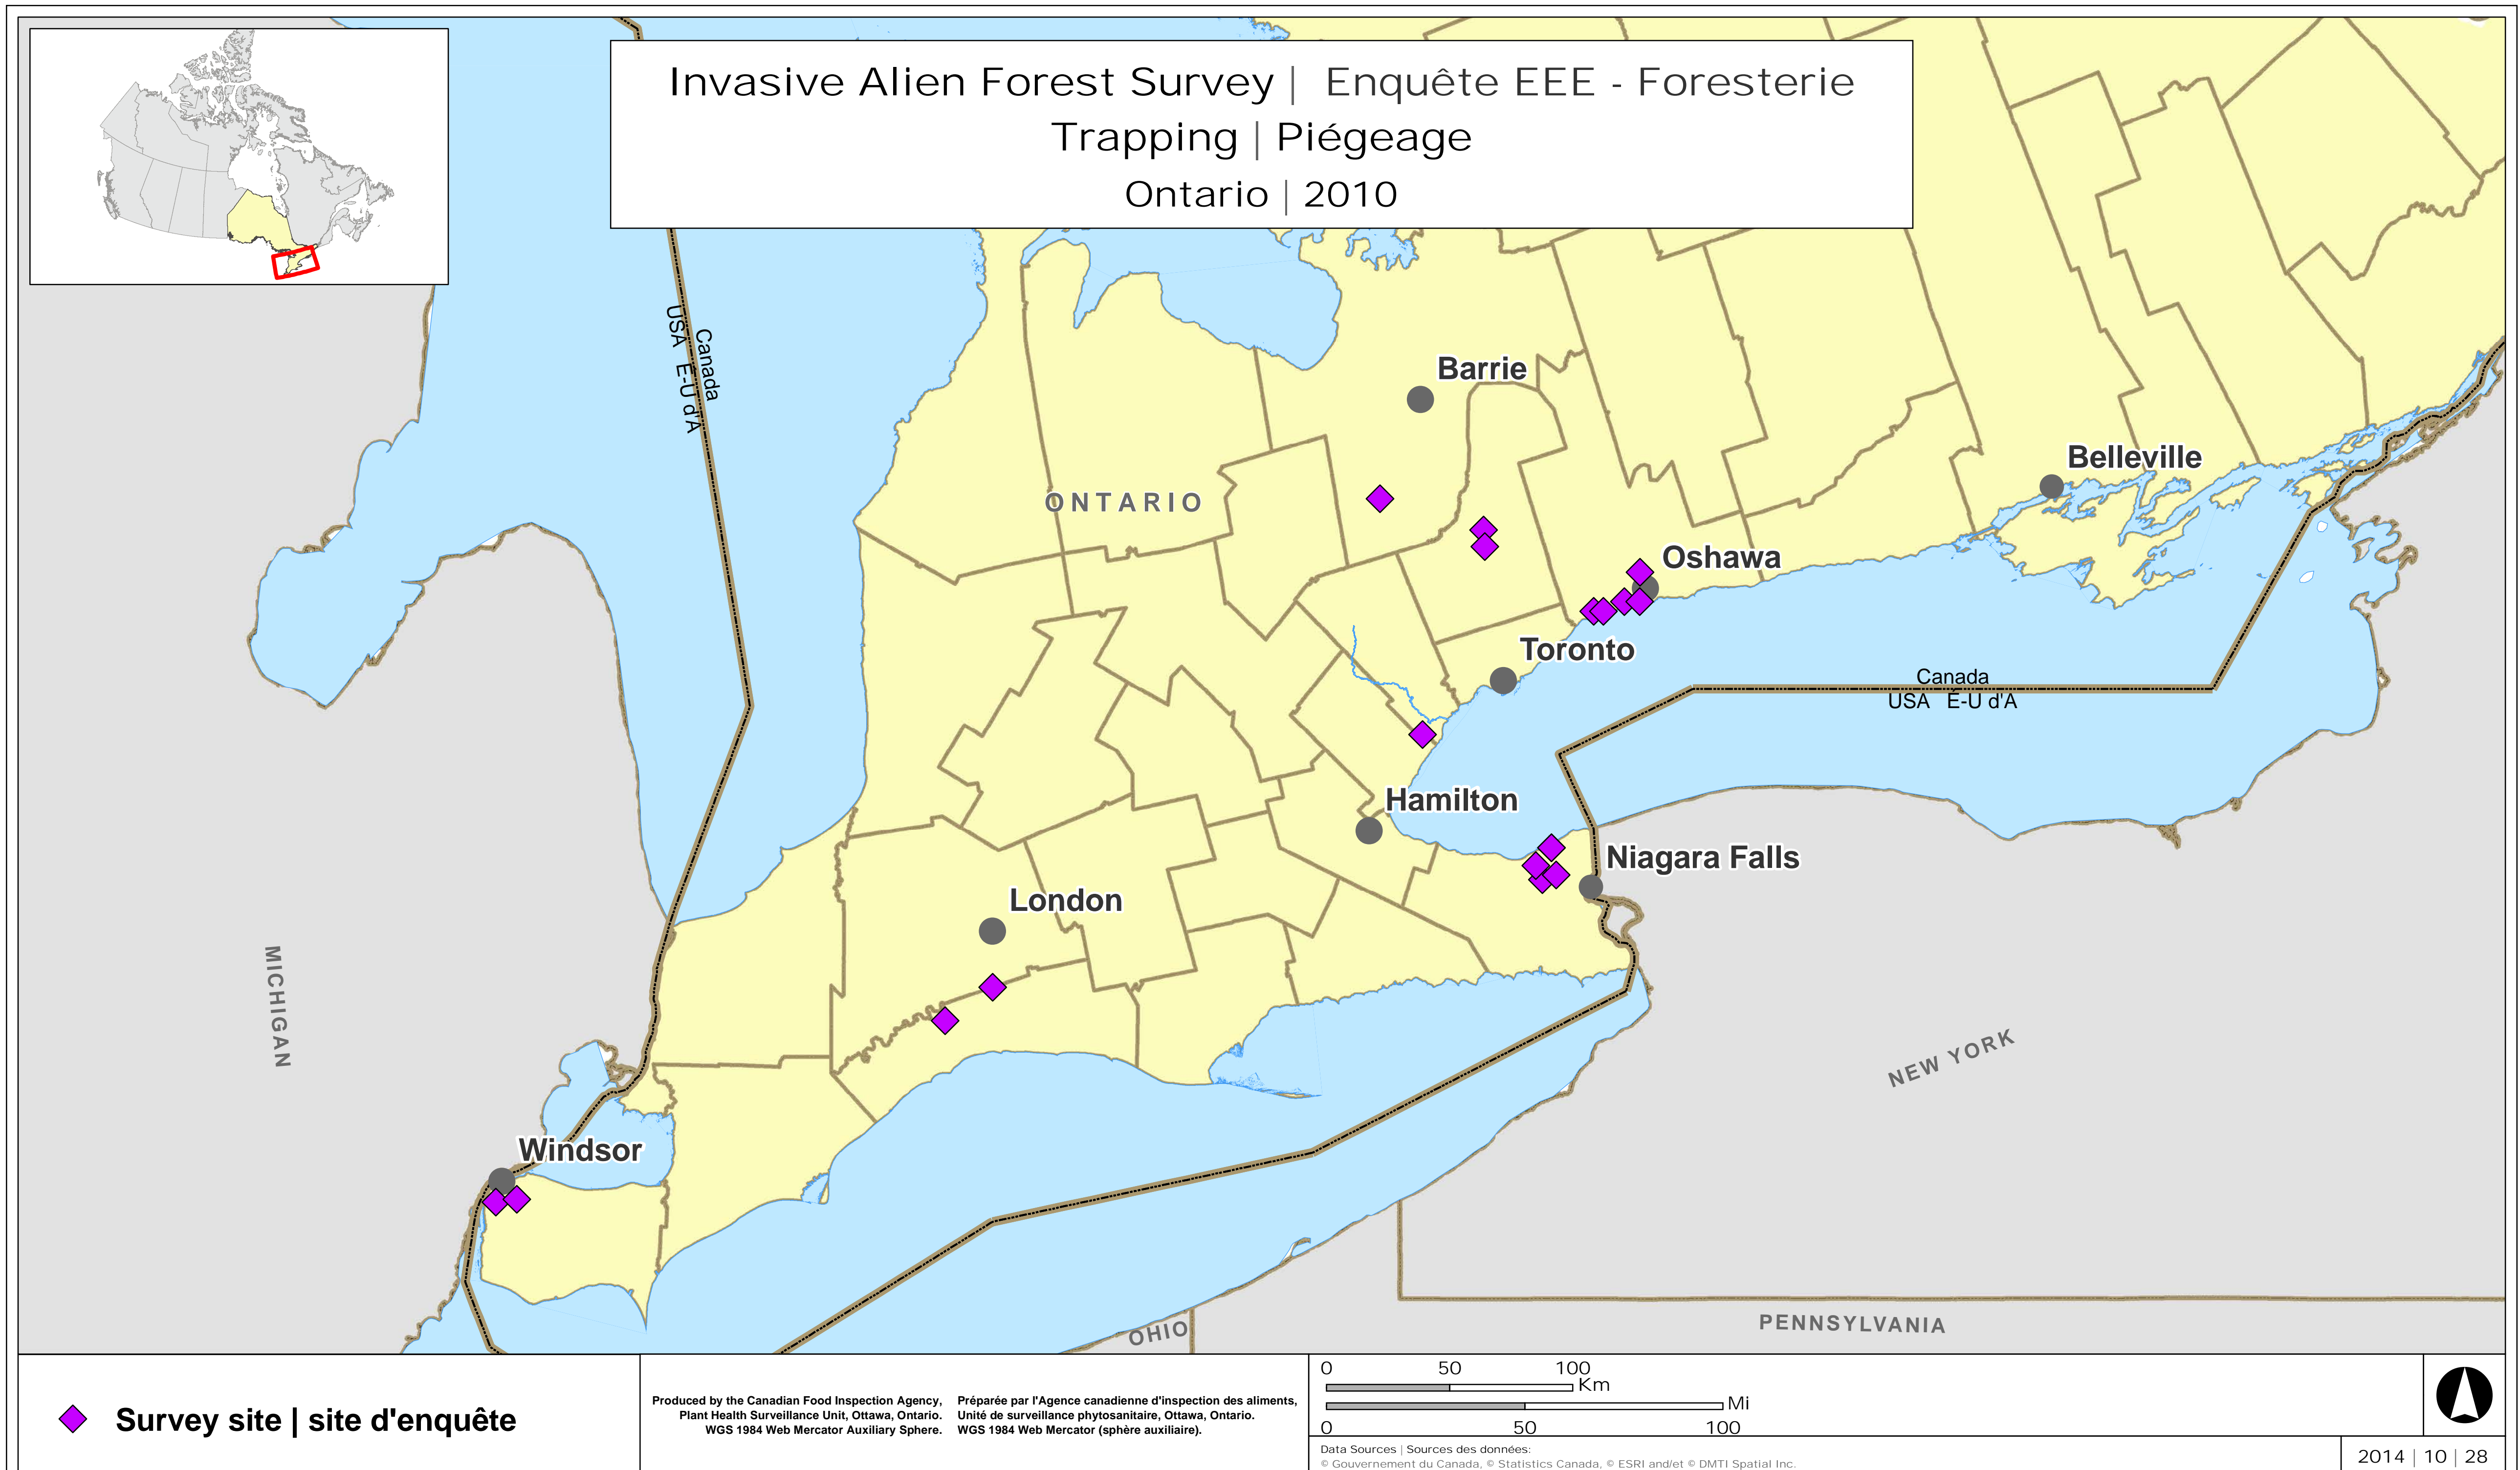 Invasive Alien Forest Survey | Enquête EEE - Foresterie
Trapping | Piégeage
Ontario | 2010
Canada
USA É-U d'A
Barrie
Belleville
ONTARIO
Oshawa
Toronto
Canada
USA É-U d'A
Hamilton
Niagara Falls
London
MICHIGAN
NEW YORK
Windsor
OHIO
PENNSYLVANIA
Survey site | site d'enquête
Produced by the Canadian Food Inspection Agency,
Plant Health Surveillance Unit, Ottawa, Ontario.
WGS 1984 Web Mercator Auxiliary Sphere.
Préparée par l'Agence canadienne d'inspection des aliments,
Unité de surveillance phytosanitaire, Ottawa, Ontario.
WGS 1984 Web Mercator (sphère auxiliaire).
0 50 100
Km
Mi
0 50 100
Data Sources | Sources des données:
© Gouvernement du Canada, © Statistics Canada, © ESRI and/et © DMTI Spatial Inc.
2014 | 10 | 28